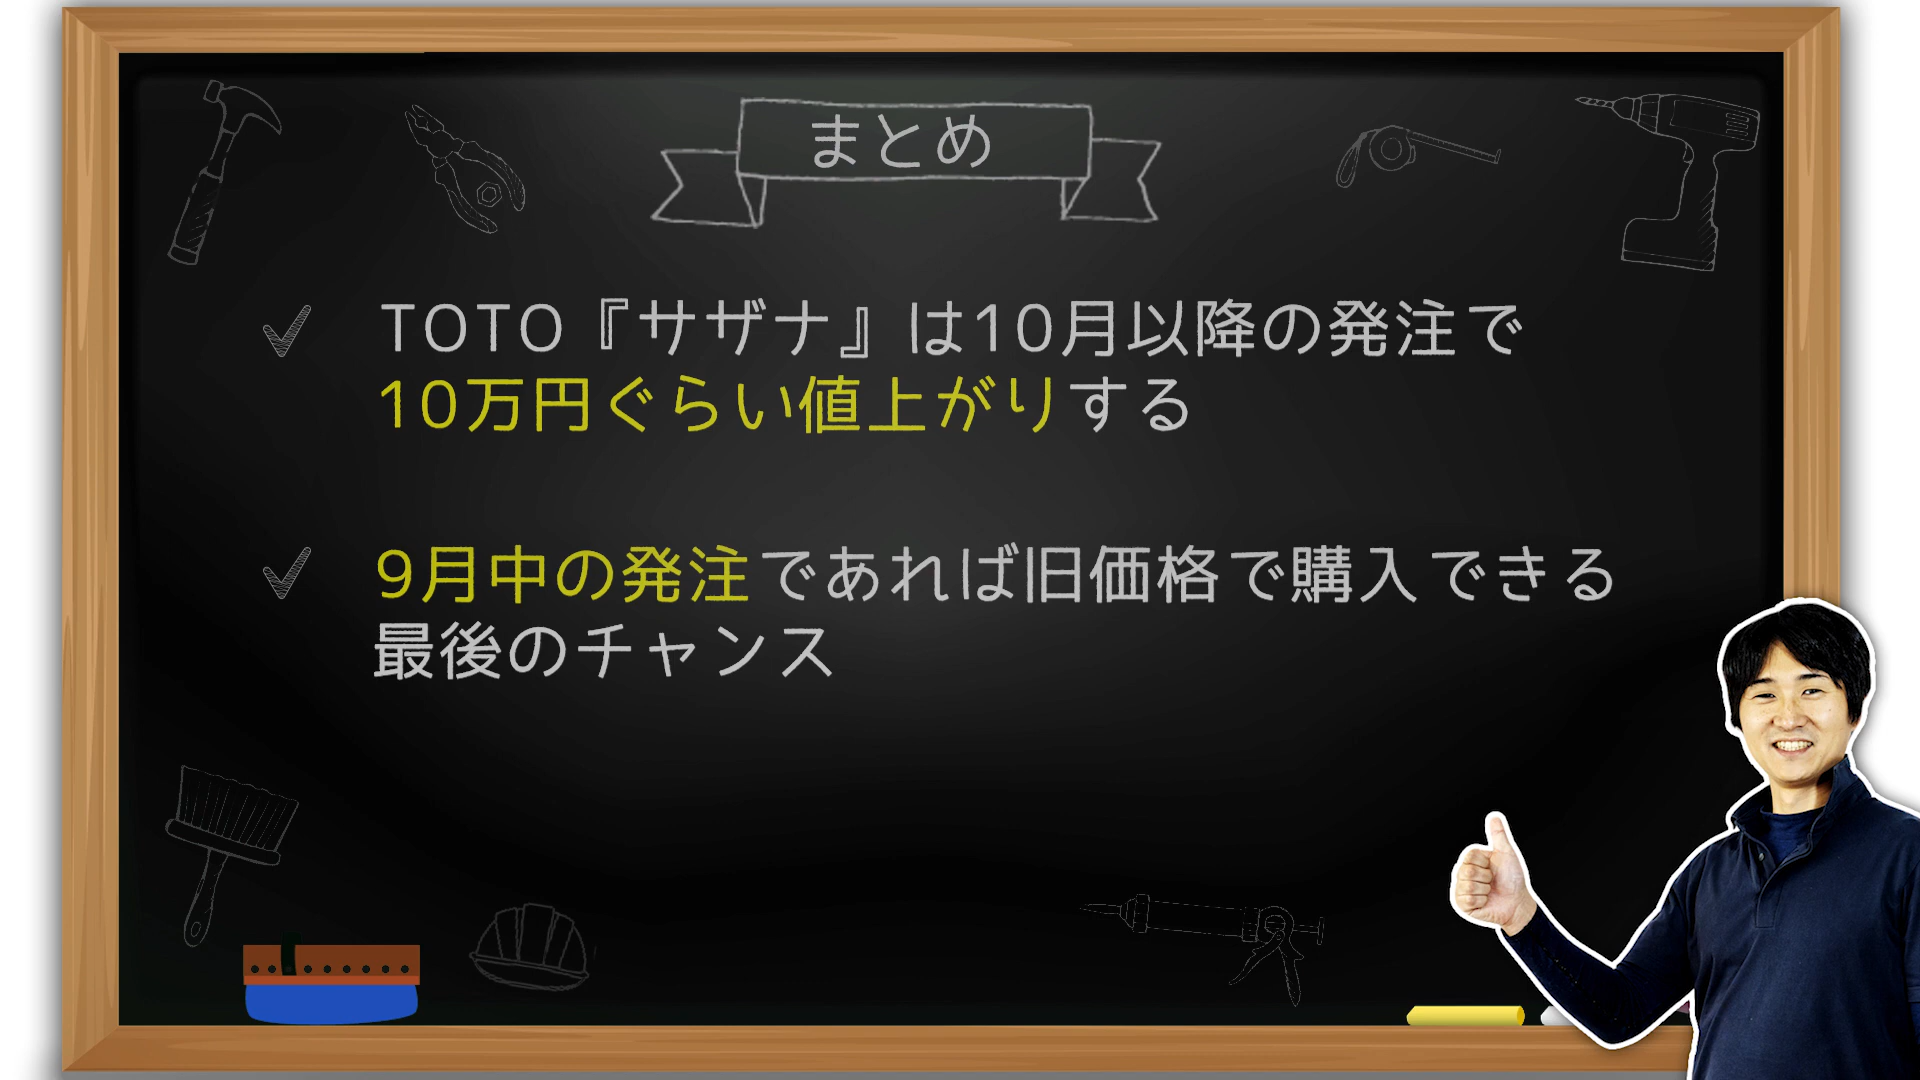 まとめ
TOTO『サザナ』は10月以降の発注で
10万円ぐらい値上がりする
9月中の発注であれば旧価格で購入できる
最後のチャンス